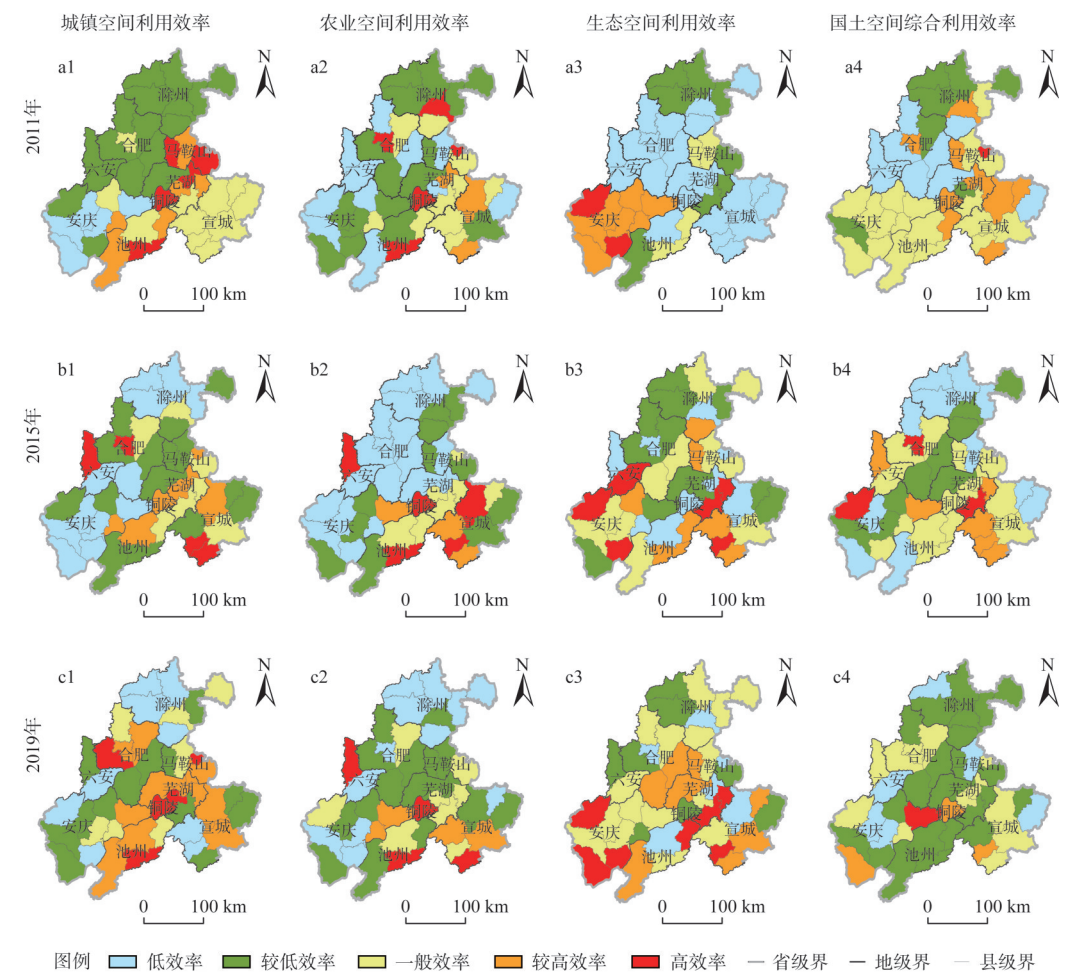 城镇空间利用效率 农业空间利用效率 生态空间利用效率 国土空间综合利用效率
2011年
a1 N 滁州 合肥 马鞍山 芜湖 铜陵 安庆 池州 宣城 0 100 km
a2 N 滁州 合肥 六安 马鞍山 芜湖 铜陵 安庆 池州 宣城 0 100 km
a3 N 滁州 合肥 六安 马鞍山 芜湖 铜陵 安庆 池州 宣城 0 100 km
a4 N 滁州 合肥 六安 马鞍山 芜湖 铜陵 安庆 池州 宣城 0 100 km
2015年
b1 N 滁州 合肥 六安 马鞍山 芜湖 铜陵 安庆 池州 宣城 0 100 km
b2 N 滁州 合肥 六安 马鞍山 芜湖 铜陵 安庆 池州 宣城 0 100 km
b3 N 滁州 合肥 六安 马鞍山 芜湖 铜陵 安庆 池州 宣城 0 100 km
b4 N 滁州 合肥 六安 马鞍山 芜湖 铜陵 安庆 池州 宣城 0 100 km
2019年
c1 N 滁州 合肥 六安 马鞍山 芜湖 铜陵 安庆 池州 宣城 0 100 km
c2 N 滁州 合肥 六安 马鞍山 芜湖 铜陵 安庆 池州 宣城 0 100 km
c3 N 滁州 合肥 六安 马鞍山 芜湖 铜陵 安庆 池州 宣城 0 100 km
c4 N 滁州 合肥 六安 马鞍山 芜湖 铜陵 安庆 池州 宣城 0 100 km
图例 低效率 较低效率 一般效率 较高效率 高效率 省级界 地级界 县级界